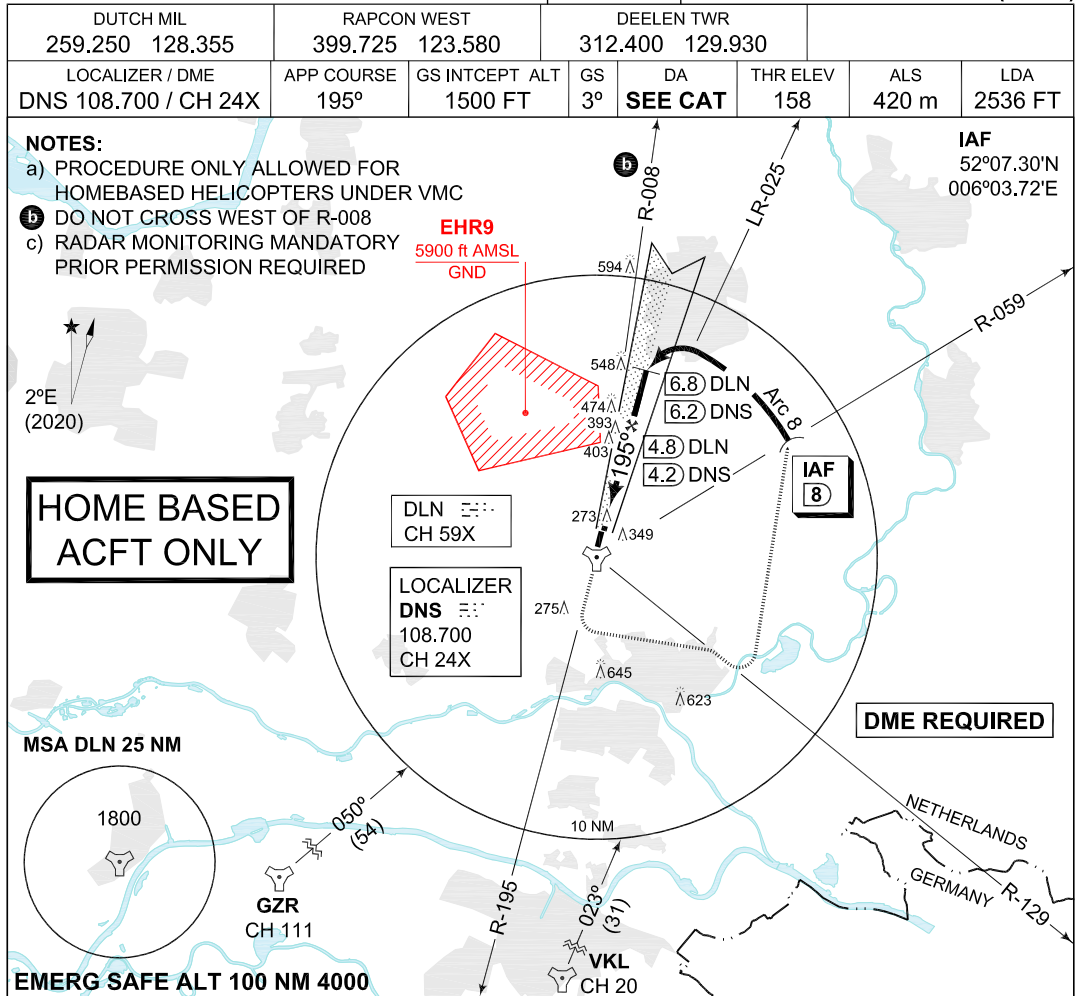 DUTCH MIL
259.250 128.355
RAPCON WEST
399.725 123.580
DEELEN TWR
312.400 129.930
LOCALIZER / DME
DNS 108.700 / CH 24X
APP COURSE
195º
GS INTCEPT ALT
1500 FT
GS
3º
DA
SEE CAT
THR ELEV
158
ALS
420 m
LDA
2536 FT
NOTES:
a) PROCEDURE ONLY ALLOWED FOR
HOMEBASED HELICOPTERS UNDER VMC
b DO NOT CROSS WEST OF R-008
c) RADAR MONITORING MANDATORY
PRIOR PERMISSION REQUIRED
b
R-008
LR-025
IAF
52º07.30'N
006º03.72'E
EHR9
5900 ft AMSL
GND
594
R-059
2ºE
(2020)
548
6.8 DLN
6.2 DNS
Arc 8
474
393
403
195º
4.8 DLN
4.2 DNS
IAF
8
HOME BASED
ACFT ONLY
DLN
CH 59X
273
349
LOCALIZER
DNS
108.700
CH 24X
275
645
623
DME REQUIRED
MSA DLN 25 NM
1800
050º
(54)
GZR
CH 111
10 NM
R-195
023º
(31)
VKL
CH 20
NETHERLANDS
GERMANY
R-129
EMERG SAFE ALT 100 NM 4000